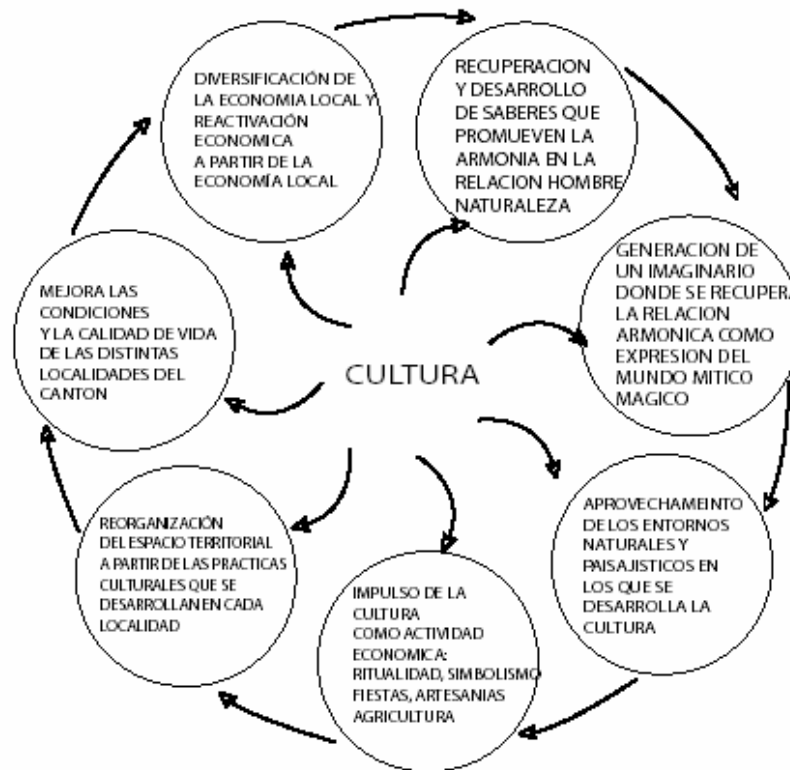 DIVERSIFICACIÓN DE
LA ECONOMIA LOCAL Y
REACTIVACIÓN
ECONOMICA
A PARTIR DE LA
ECONOMÍA LOCAL
RECUPERACION
Y DESARROLLO
DE SABERES QUE
PROMUEVEN LA
ARMONIA EN LA
RELACION HOMBRE
NATURALEZA
GENERACION DE
UN IMAGINARIO
DONDE SE RECUPERA
LA RELACION
ARMONICA COMO
EXPRESION DEL
MUNDO MITICO
MAGICO
APROVECHAMEINTO
DE LOS ENTORNOS
NATURALES Y
PAISAJISTICOS EN
LOS QUE SE
DESARROLLA LA
CULTURA
IMPULSO DE LA
CULTURA
COMO ACTIVIDAD
ECONOMICA:
RITUALIDAD, SIMBOLISMO
FIESTAS, ARTESANIAS
AGRICULTURA
REORGANIZACIÓN
DEL ESPACIO TERRITORIAL
A PARTIR DE LAS PRACTICAS
CULTURALES QUE SE
DESARROLLAN EN CADA
LOCALIDAD
MEJORA LAS
CONDICIONES
Y LA CALIDAD DE VIDA
DE LAS DISTINTAS
LOCALIDADES DEL
CANTON
CULTURA